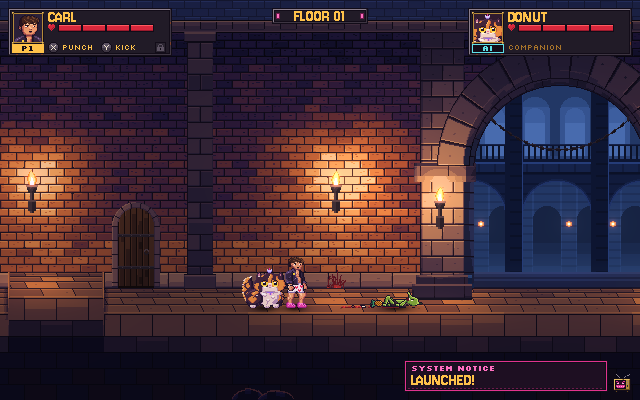 CARL
P1
X PUNCH Y KICK
FLOOR 01
DONUT
AI
COMPANION
SYSTEM NOTICE
LAUNCHED!